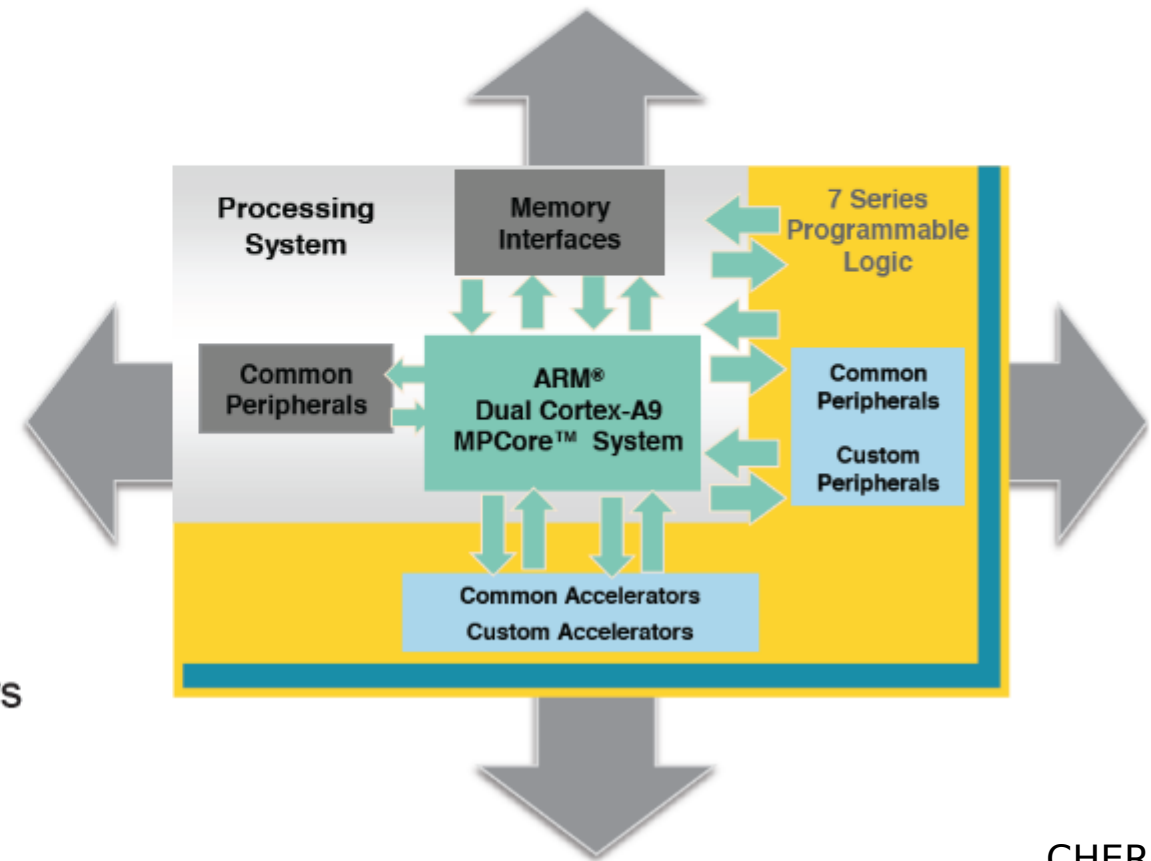 Processing
System
Memory
Interfaces
7 Series
Programmable
Logic
Common
Peripherals
ARM®
Dual Cortex-A9
MPCore™ System
Common
Peripherals
Custom
Peripherals
Common Accelerators
Custom Accelerators